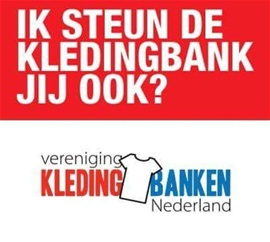 IK STEUN DE
KLEDINGBANK
JIJ OOK?
vereniging
KLEDING BANKEN
Nederland